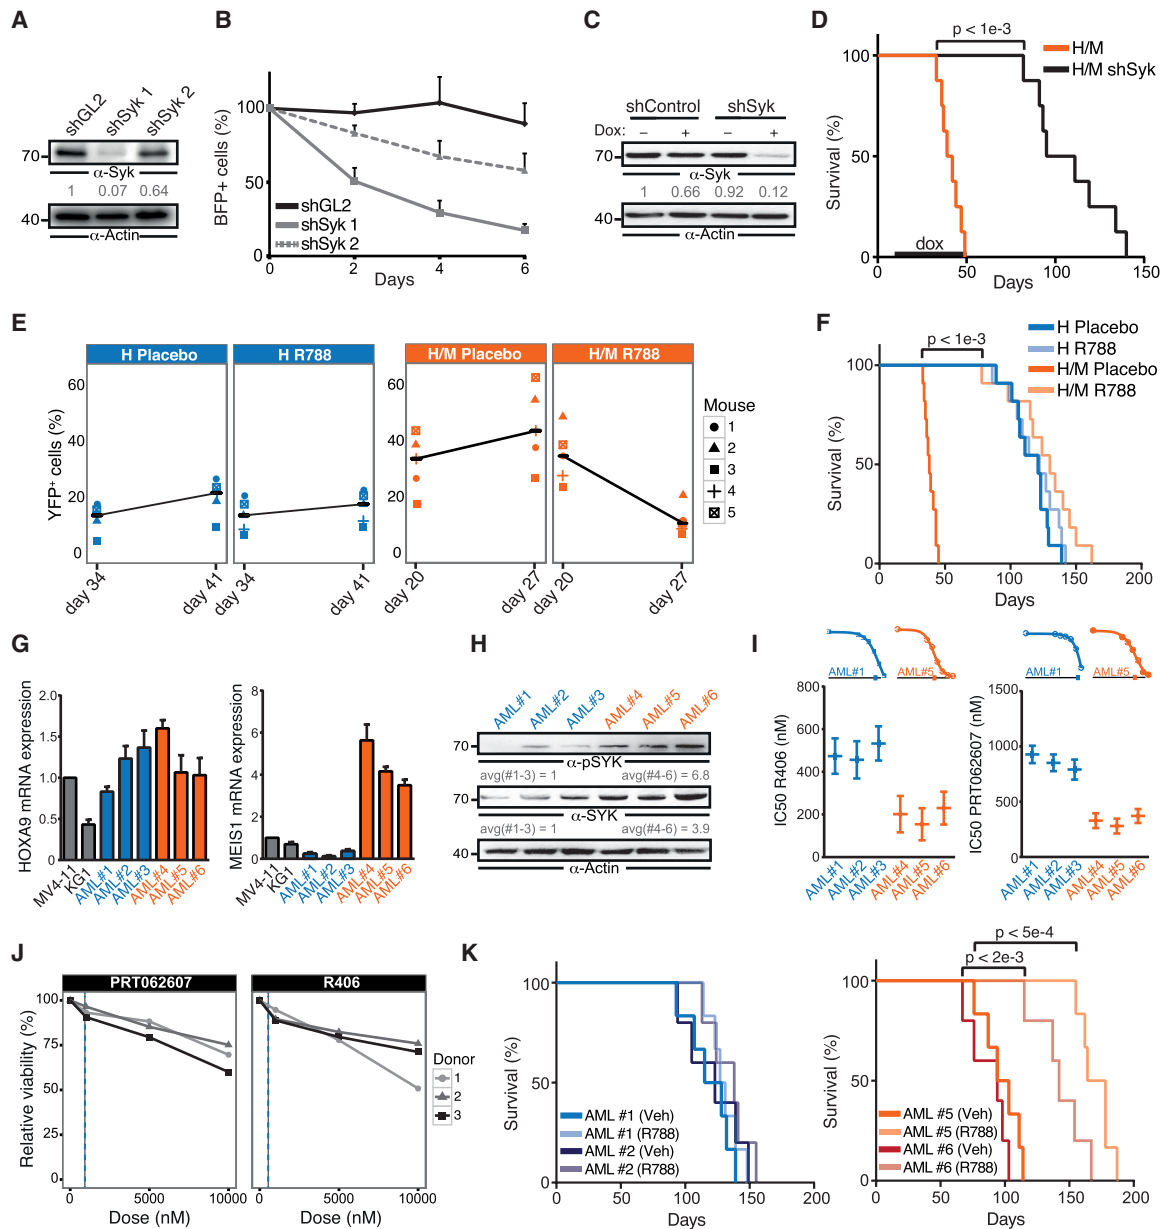 A
shGL2
shSyk 1
shSyk 2
70
α-Syk
1 0.07 0.64
40
α-Actin
B
BFP+ cells (%)
100
50
0
shGL2
shSyk 1
shSyk 2
0 2 4 6
Days
C
shControl shSyk
Dox: – + – +
70
α-Syk
1 0.66 0.92 0.12
40
α-Actin
D
p < 1e-3
H/M
H/M shSyk
Survival (%)
100
50
0
dox
0 50 100 150
Days
E
H Placebo
H R788
H/M Placebo
H/M R788
YFP+ cells (%)
60
40
20
0
60
40
20
0
day 34
day 41
day 34
day 41
day 20
day 27
day 20
day 27
Mouse
1
2
3
4
5
F
p < 1e-3
H Placebo
H R788
H/M Placebo
H/M R788
Survival (%)
100
50
0
0 50 100 150 200
Days
G
HOXA9 mRNA expression
2.0
1.5
1.0
0.5
0.0
MV4-11
KG1
AML#1
AML#2
AML#3
AML#4
AML#5
AML#6
MEIS1 mRNA expression
8
6
4
2
0
MV4-11
KG1
AML#1
AML#2
AML#3
AML#4
AML#5
AML#6
H
AML#1
AML#2
AML#3
AML#4
AML#5
AML#6
70
α-pSYK
avg(#1-3) = 1 avg(#4-6) = 6.8
70
α-SYK
avg(#1-3) = 1 avg(#4-6) = 3.9
40
α-Actin
I
AML#1
AML#5
IC50 R406 (nM)
800
600
400
200
0
AML#1
AML#2
AML#3
AML#4
AML#5
AML#6
AML#1
AML#5
IC50 PRT062607 (nM)
1500
1000
500
0
AML#1
AML#2
AML#3
AML#4
AML#5
AML#6
J
PRT062607
R406
Relative viability (%)
100
75
50
25
0
0 5000 10000
Dose (nM)
0 5000 10000
Dose (nM)
Donor
1
2
3
K
Survival (%)
100
50
0
AML #1 (Veh)
AML #1 (R788)
AML #2 (Veh)
AML #2 (R788)
0 50 100 150 200
Days
p < 5e-4
p < 2e-3
Survival (%)
100
50
0
AML #5 (Veh)
AML #5 (R788)
AML #6 (Veh)
AML #6 (R788)
0 50 100 150 200
Days